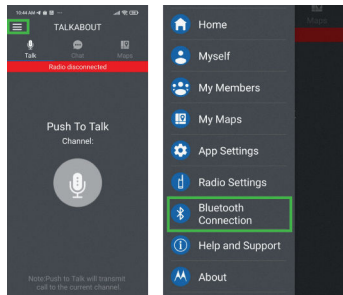 10:44 AM
TALKABOUT
Talk
Chat
Maps
Radio disconnected
Push To Talk
Channel:
Note:Push to Talk will transmit
call to the current channel.
Home
Myself
My Members
My Maps
App Settings
Radio Settings
Bluetooth
Connection
Help and Support
About
Maps